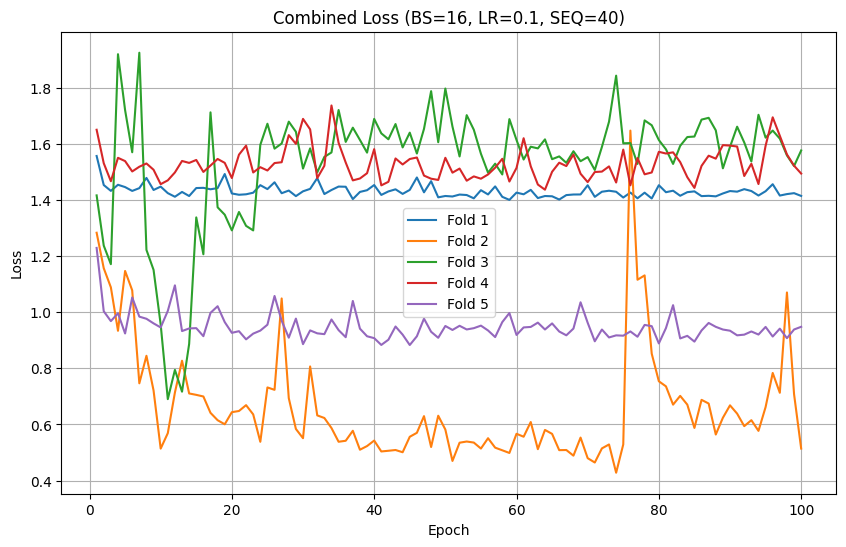 Combined Loss (BS=16, LR=0.1, SEQ=40)
Loss
1.8
1.6
1.4
1.2
1.0
0.8
0.6
0.4
Fold 1
Fold 2
Fold 3
Fold 4
Fold 5
0 20 40 60 80 100
Epoch